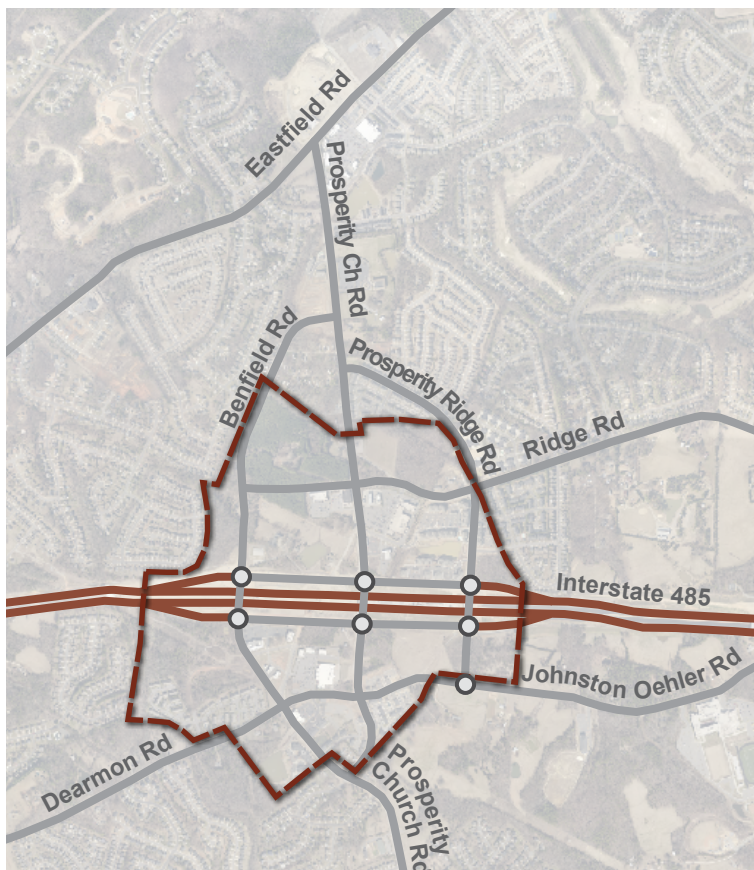 Eastfield Rd
Prosperity Ch Rd
Benfield Rd
Prosperity Ridge Rd
Ridge Rd
Interstate 485
Johnston Oehler Rd
Dearmon Rd
Prosperity
Church Rd